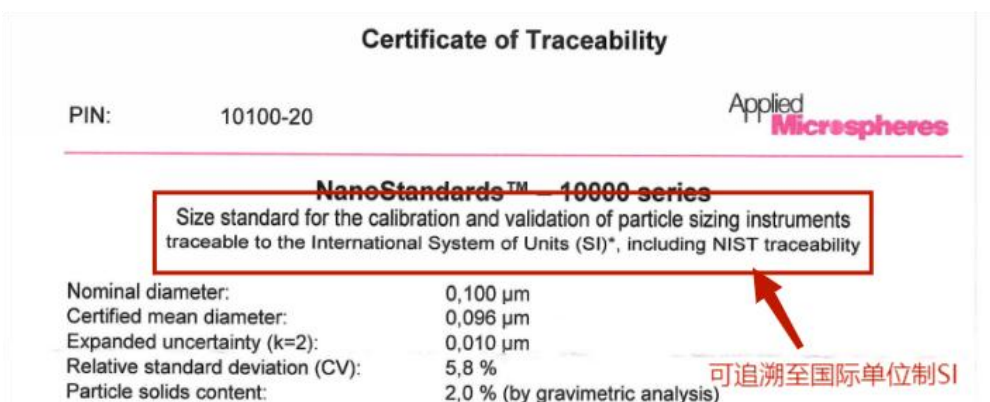 Certificate of Traceability
PIN: 10100-20
Applied
Microspheres
NanoStandards™ – 10000 series
Size standard for the calibration and validation of particle sizing instruments
traceable to the International System of Units (SI)*, including NIST traceability
Nominal diameter: 0,100 µm
Certified mean diameter: 0,096 µm
Expanded uncertainty (k=2): 0,010 µm
Relative standard deviation (CV): 5,8 %
可追溯至国际单位制SI
Particle solids content: 2,0 % (by gravimetric analysis)